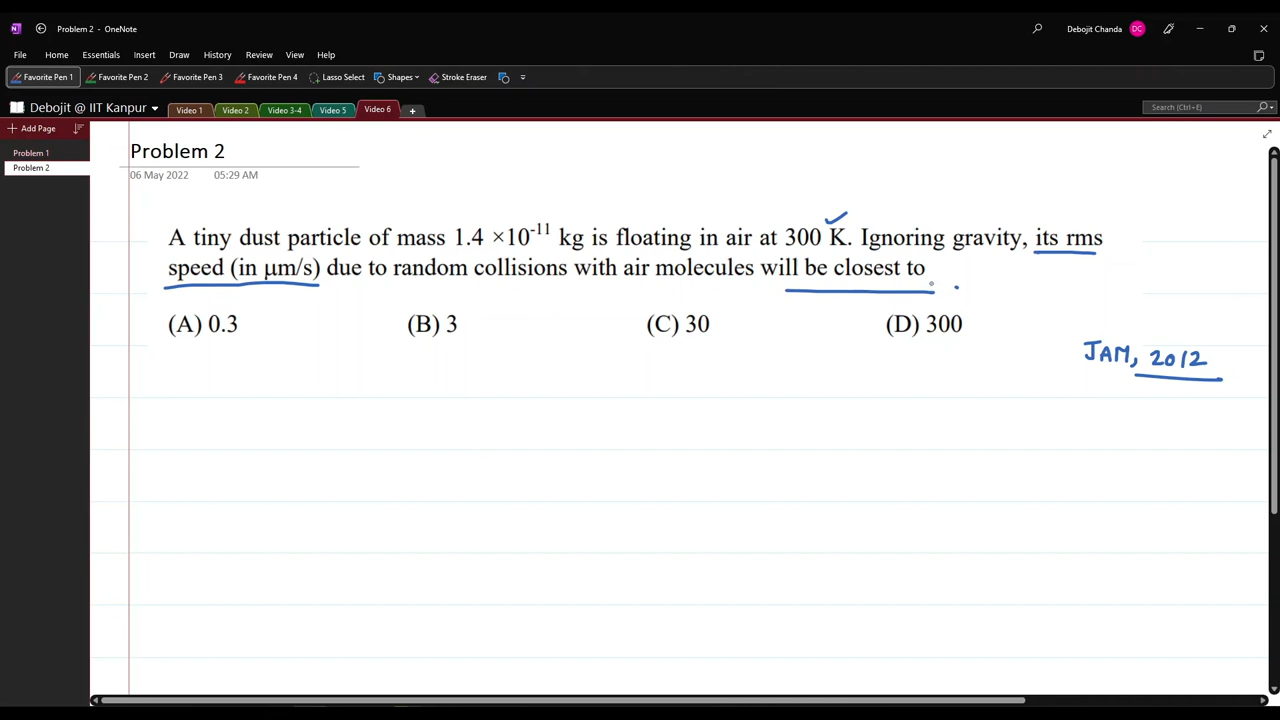 Problem 2 - OneNote
Debojit Chanda DC
File Home Essentials Insert Draw History Review View Help
Favorite Pen 1 Favorite Pen 2 Favorite Pen 3 Favorite Pen 4 Lasso Select Shapes Stroke Eraser
Debojit @ IIT Kanpur Video 1 Video 2 Video 3-4 Video 5 Video 6 Search (Ctrl+E)
Add Page
Problem 1
Problem 2
Problem 2
06 May 2022 05:29 AM
A tiny dust particle of mass 1.4 ×10⁻¹¹ kg is floating in air at 300 K. Ignoring gravity, its rms
speed (in μm/s) due to random collisions with air molecules will be closest to
(A) 0.3 (B) 3 (C) 30 (D) 300
JAM, 2012